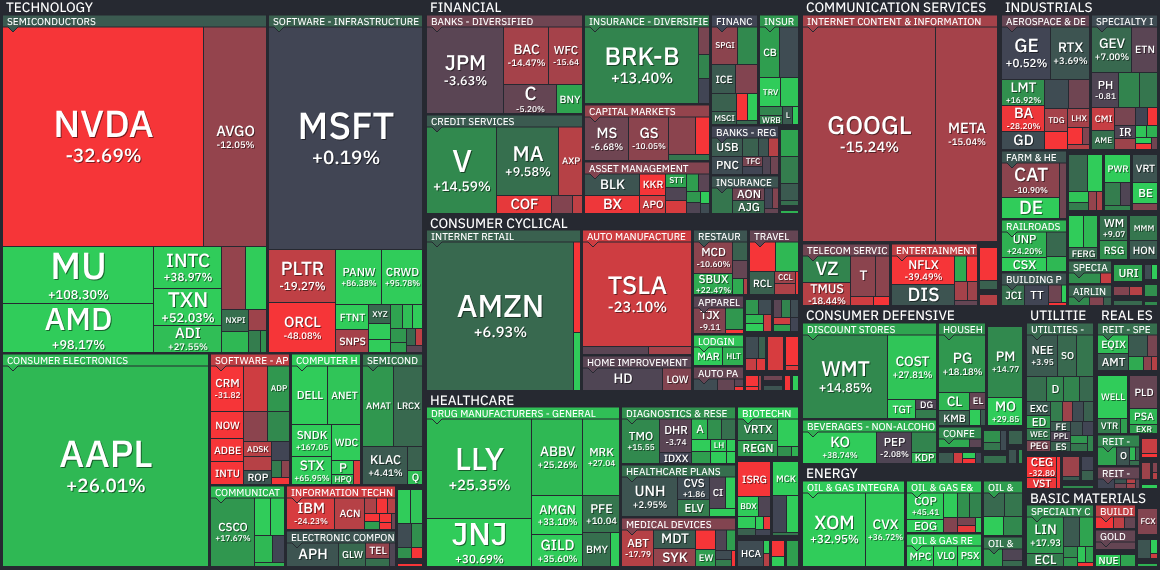 TECHNOLOGY
SEMICONDUCTORS
NVDA
-32.69%
AVGO
-12.05%
MU
+108.30%
AMD
+98.17%
INTC
+38.97%
TXN
+52.03%
ADI
+27.55%
NXPI
SOFTWARE - INFRASTRUCTURE
MSFT
+0.19%
PLTR
-19.27%
ORCL
-48.08%
PANW
+86.38%
CRWD
+95.78%
FTNT
XYZ
SNPS
CONSUMER ELECTRONICS
AAPL
+26.01%
SOFTWARE - AP
CRM
-31.82
ADP
NOW
ADBE
ADSK
INTU
ROP
COMPUTER H
DELL
ANET
SNDK
+167.05
WDC
STX
+65.95%
P
HPQ
SEMICOND
AMAT
LRCX
KLAC
+4.41%
Q
COMMUNICAT
CSCO
+17.67%
INFORMATION TECHN
IBM
-24.23%
ACN
ELECTRONIC COMPON
APH
GLW
TEL
FINANCIAL
BANKS - DIVERSIFIED
JPM
-3.63%
BAC
-14.47%
WFC
-15.64
C
-5.20%
BNY
CREDIT SERVICES
V
+14.59%
MA
+9.58%
AXP
COF
INSURANCE - DIVERSIFIE
BRK-B
+13.40%
CAPITAL MARKETS
MS
-6.68%
GS
-10.05%
ASSET MANAGEMENT
BLK
KKR
STT
BX
APO
FINANC
SPGI
ICE
MSCI
INSUR
CB
TRV
WRB
L
BANKS - REG
USB
PNC
TFC
INSURANCE
AON
AJG
CONSUMER CYCLICAL
INTERNET RETAIL
AMZN
+6.93%
AUTO MANUFACTURE
TSLA
-23.10%
HOME IMPROVEMENT
HD
LOW
RESTAUR
MCD
-10.60%
SBUX
+22.47%
TRAVEL
RCL
CCL
APPAREL
TJX
-9.11
LODGIN
MAR
HLT
AUTO PA
HEALTHCARE
DRUG MANUFACTURERS - GENERAL
LLY
+25.35%
JNJ
+30.69%
ABBV
+25.26%
MRK
+27.04
AMGN
+33.10%
PFE
+10.04
GILD
+35.60%
BMY
DIAGNOSTICS & RESE
TMO
+15.55
DHR
-3.74
A
LH
IDXX
HEALTHCARE PLANS
UNH
+2.95%
CVS
+1.86
CI
ELV
MEDICAL DEVICES
ABT
-17.79
MDT
SYK
EW
BIOTECHN
VRTX
REGN
ISRG
MCK
BDX
HCA
COMMUNICATION SERVICES
INTERNET CONTENT & INFORMATION
GOOGL
-15.24%
META
-15.04%
TELECOM SERVIC
VZ
T
TMUS
-18.44%
ENTERTAINMENT
NFLX
-39.49%
DIS
INDUSTRIALS
AEROSPACE & DE
GE
+0.52%
RTX
+3.69%
LMT
+16.92%
BA
-28.20%
TDG
LHX
GD
SPECIALTY I
GEV
+7.00%
ETN
PH
-0.81
CMI
IR
AME
FARM & HE
CAT
-10.90%
DE
PWR
VRT
BE
RAILROADS
UNP
+24.20%
CSX
FERG
WM
+9.07
MMM
RSG
HON
BUILDING P
JCI
TT
SPECIA
URI
AIRLIN
CONSUMER DEFENSIVE
DISCOUNT STORES
WMT
+14.85%
COST
+27.81%
TGT
DG
HOUSEH
PG
+18.18%
CL
EL
KMB
PM
+14.77
MO
+29.85
BEVERAGES - NON-ALCOHO
KO
+38.74%
PEP
-2.08%
KDP
CONFE
ENERGY
OIL & GAS INTEGRA
XOM
+32.95%
CVX
+36.72%
OIL & GAS E&
COP
+45.41
EOG
OIL & GAS RE
MPC
VLO
PSX
OIL &
OIL &
UTILITIE
UTILITIES -
NEE
+3.95
SO
D
EXC
ED
FE
WEC
PPL
PEG
ES
CEG
-32.80
VST
REAL ES
REIT - SPE
EQIX
AMT
WELL
PLD
VTR
PSA
EXR
REIT -
O
REIT -
BASIC MATERIALS
SPECIALTY C
LIN
+17.93
ECL
BUILDI
FCX
GOLD
NUE